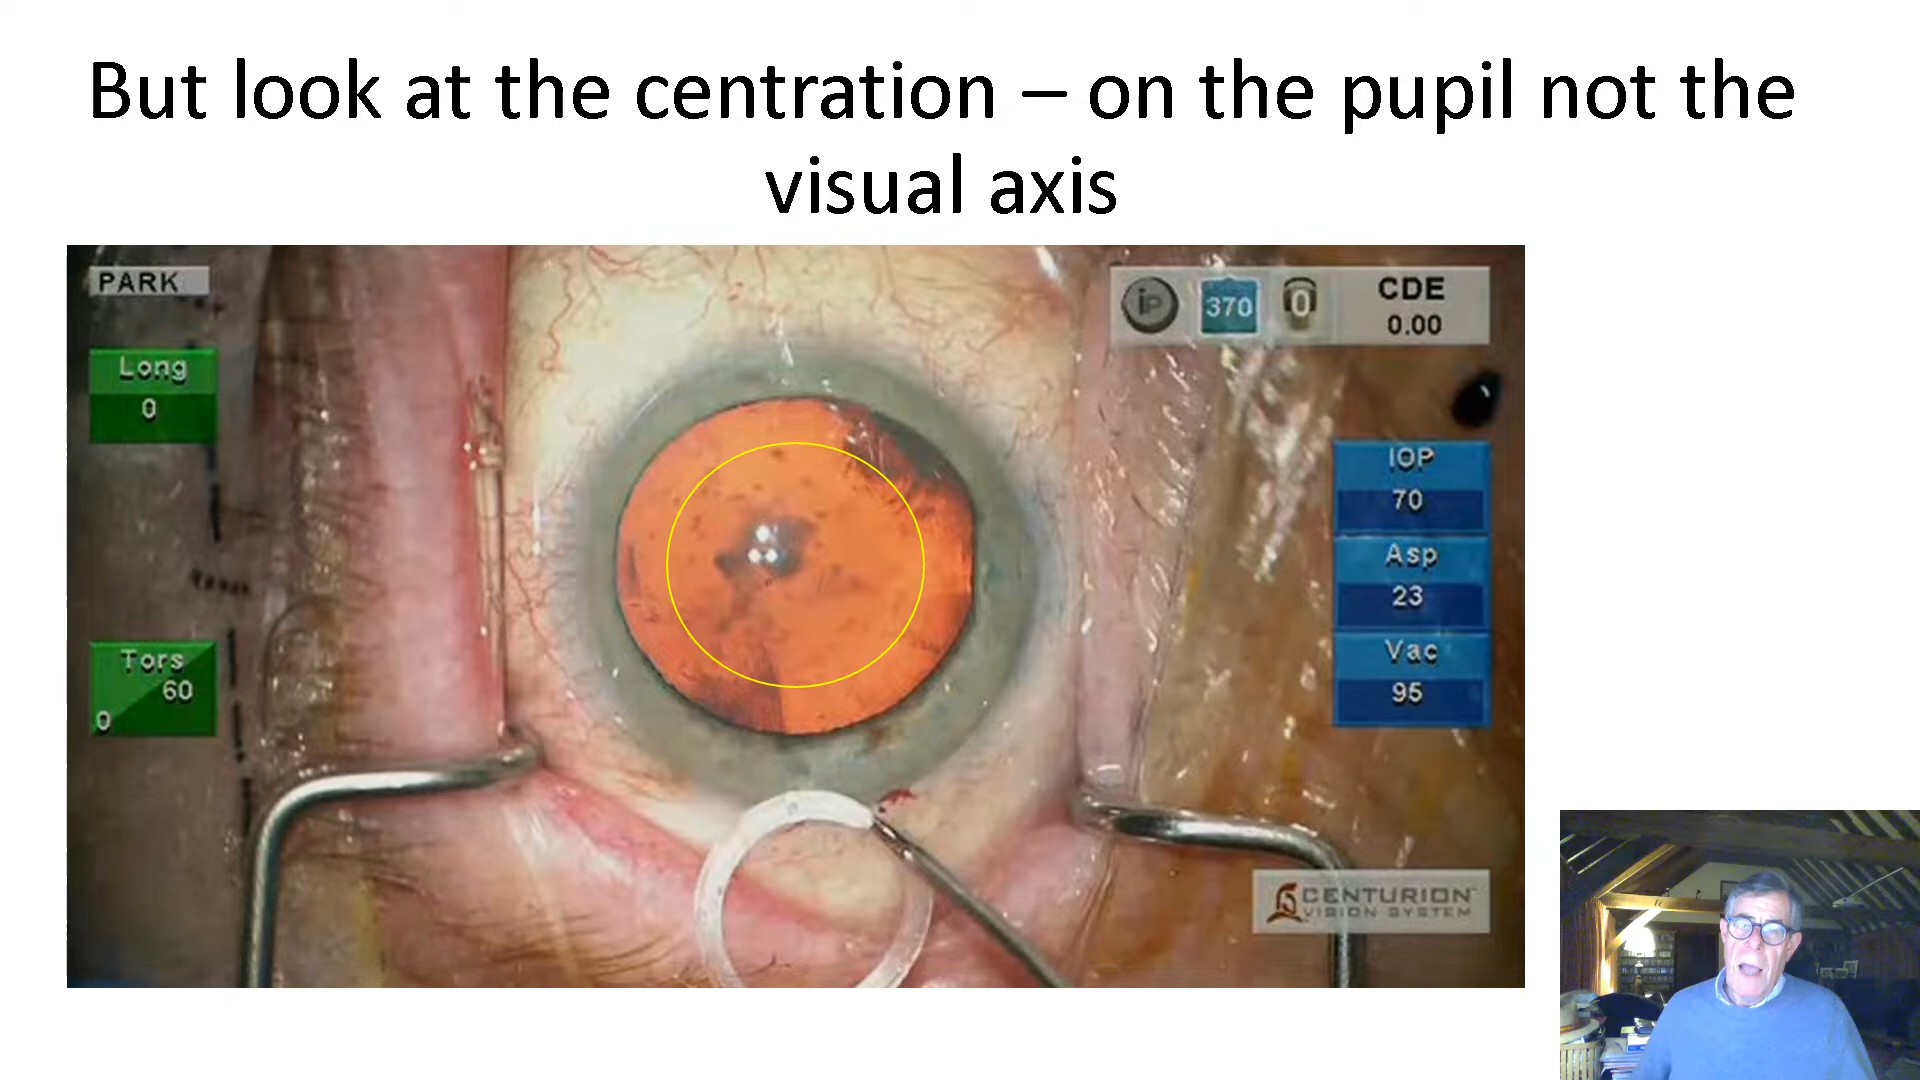 But look at the centration – on the pupil not the
visual axis
PARK
iP 370 0 CDE
0.00
Long
0
IOP
70
Asp
23
Tors
60
0
Vac
95
CENTURION
VISION SYSTEM